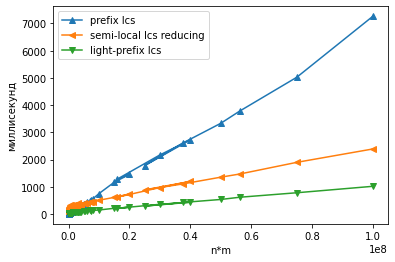 prefix lcs
semi-local lcs reducing
light-prefix lcs
миллисекунд
7000
6000
5000
4000
3000
2000
1000
0
0.0 0.2 0.4 0.6 0.8 1.0
1e8
n*m